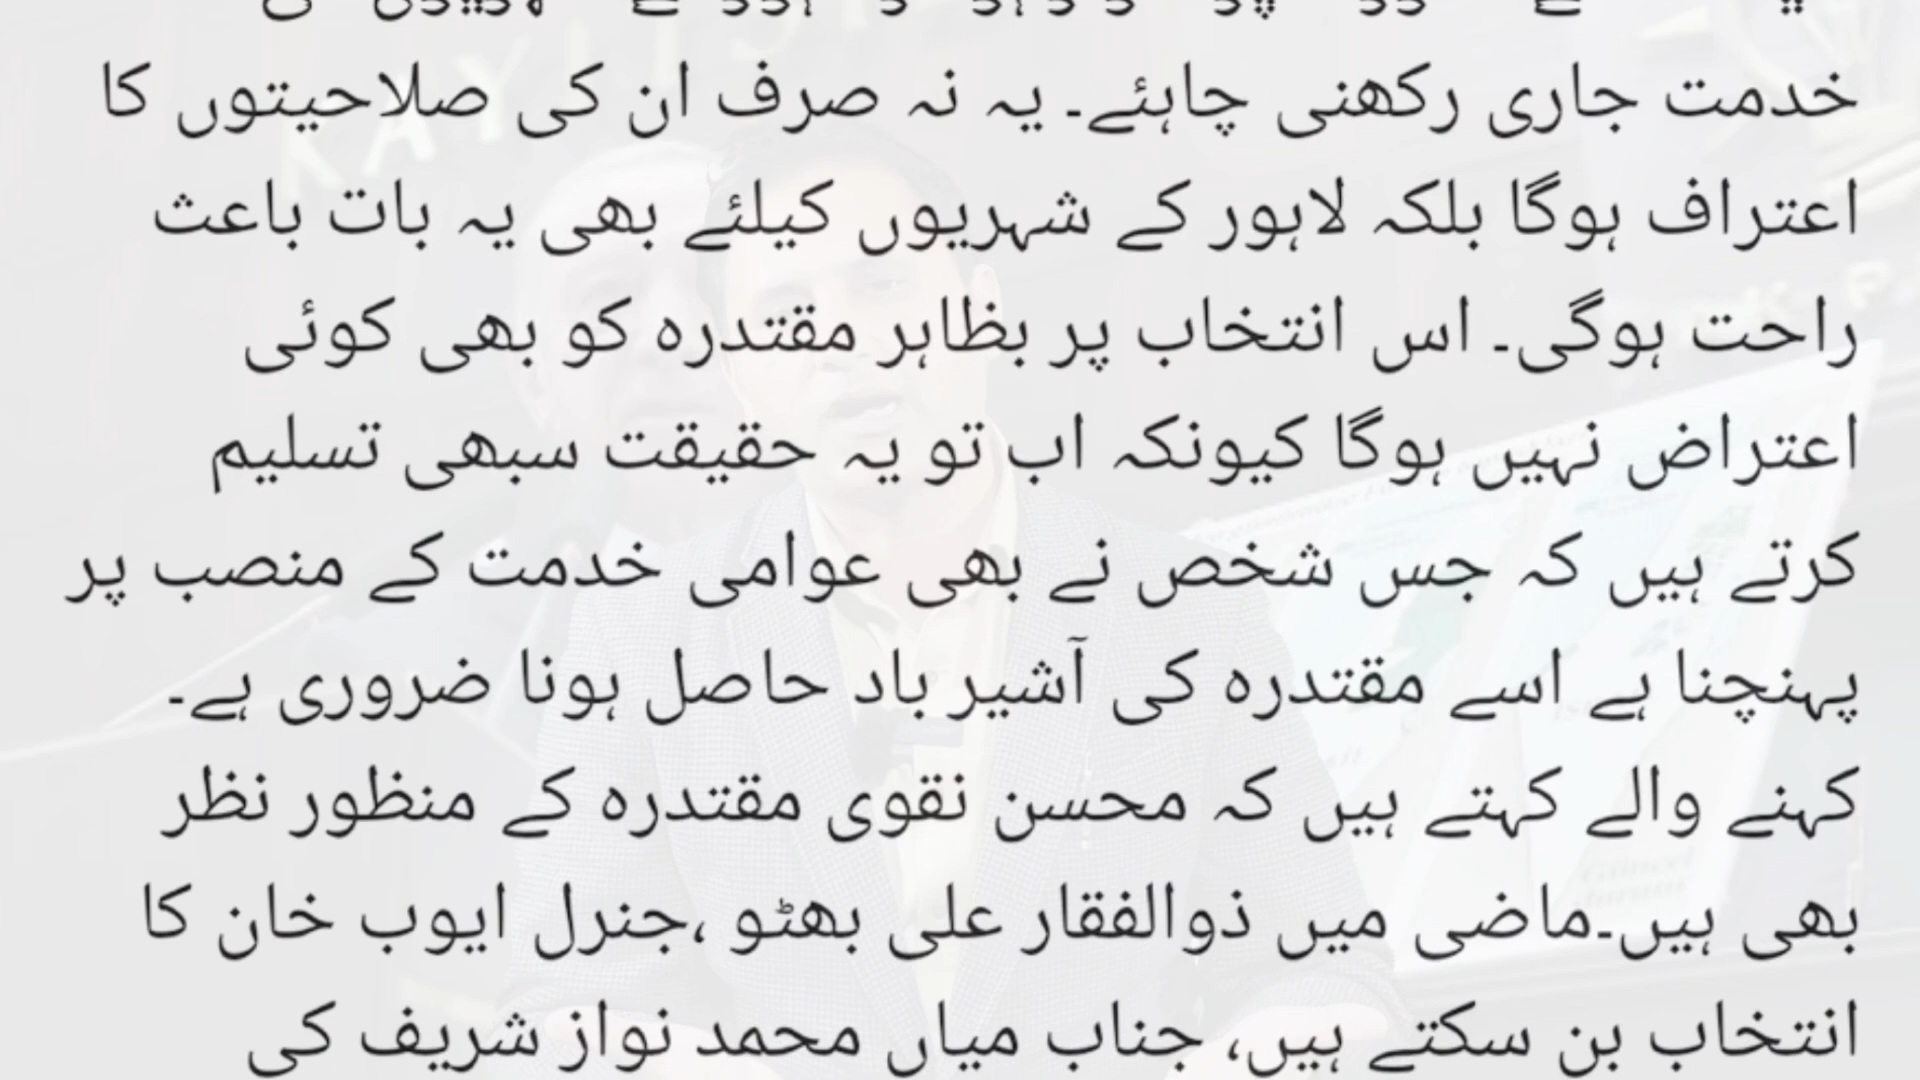 خدمت جاری رکھنی چاہئے۔ یہ نہ صرف ان کی صلاحیتوں کا
اعتراف ہوگا بلکہ لاہور کے شہریوں کیلئے بھی یہ بات باعث
راحت ہوگی۔ اس انتخاب پر بظاہر مقتدرہ کو بھی کوئی
اعتراض نہیں ہوگا کیونکہ اب تو یہ حقیقت سبھی تسلیم
کرتے ہیں کہ جس شخص نے بھی عوامی خدمت کے منصب پر
پہنچنا ہے اسے مقتدرہ کی آشیر باد حاصل ہونا ضروری ہے۔
کہنے والے کہتے ہیں کہ محسن نقوی مقتدرہ کے منظور نظر
بھی ہیں۔ماضی میں ذوالفقار علی بھٹو ،جنرل ایوب خان کا
انتخاب بن سکتے ہیں، جناب میاں محمد نواز شریف کی